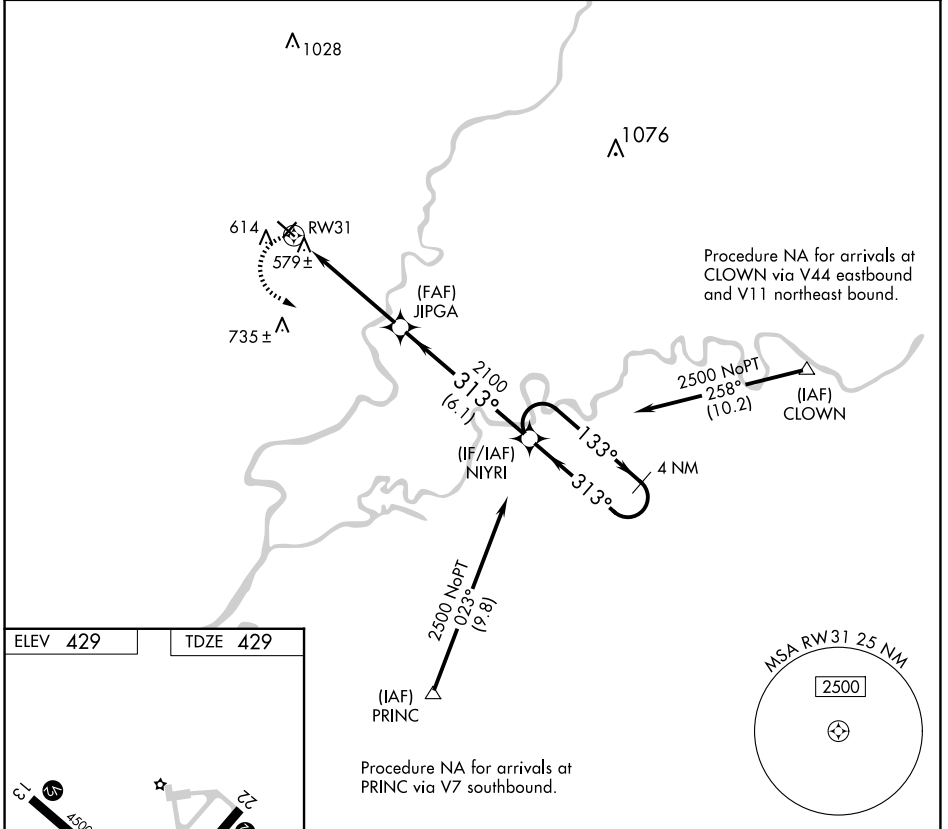 1028
1076
614
RW31
579±
735±
Procedure NA for arrivals at
CLOWN via V44 eastbound
and V11 northeast bound.
(FAF)
JIPGA
2100
313°
(6.1)
2500 NoPT
258°
(10.2)
(IAF)
CLOWN
(IF/IAF)
NIYRI
133°
313°
4 NM
2500 NoPT
023°
(9.8)
(IAF)
PRINC
Procedure NA for arrivals at
PRINC via V7 southbound.
MSA RW31 25 NM
2500
ELEV 429
TDZE 429
13
V5
4500
22